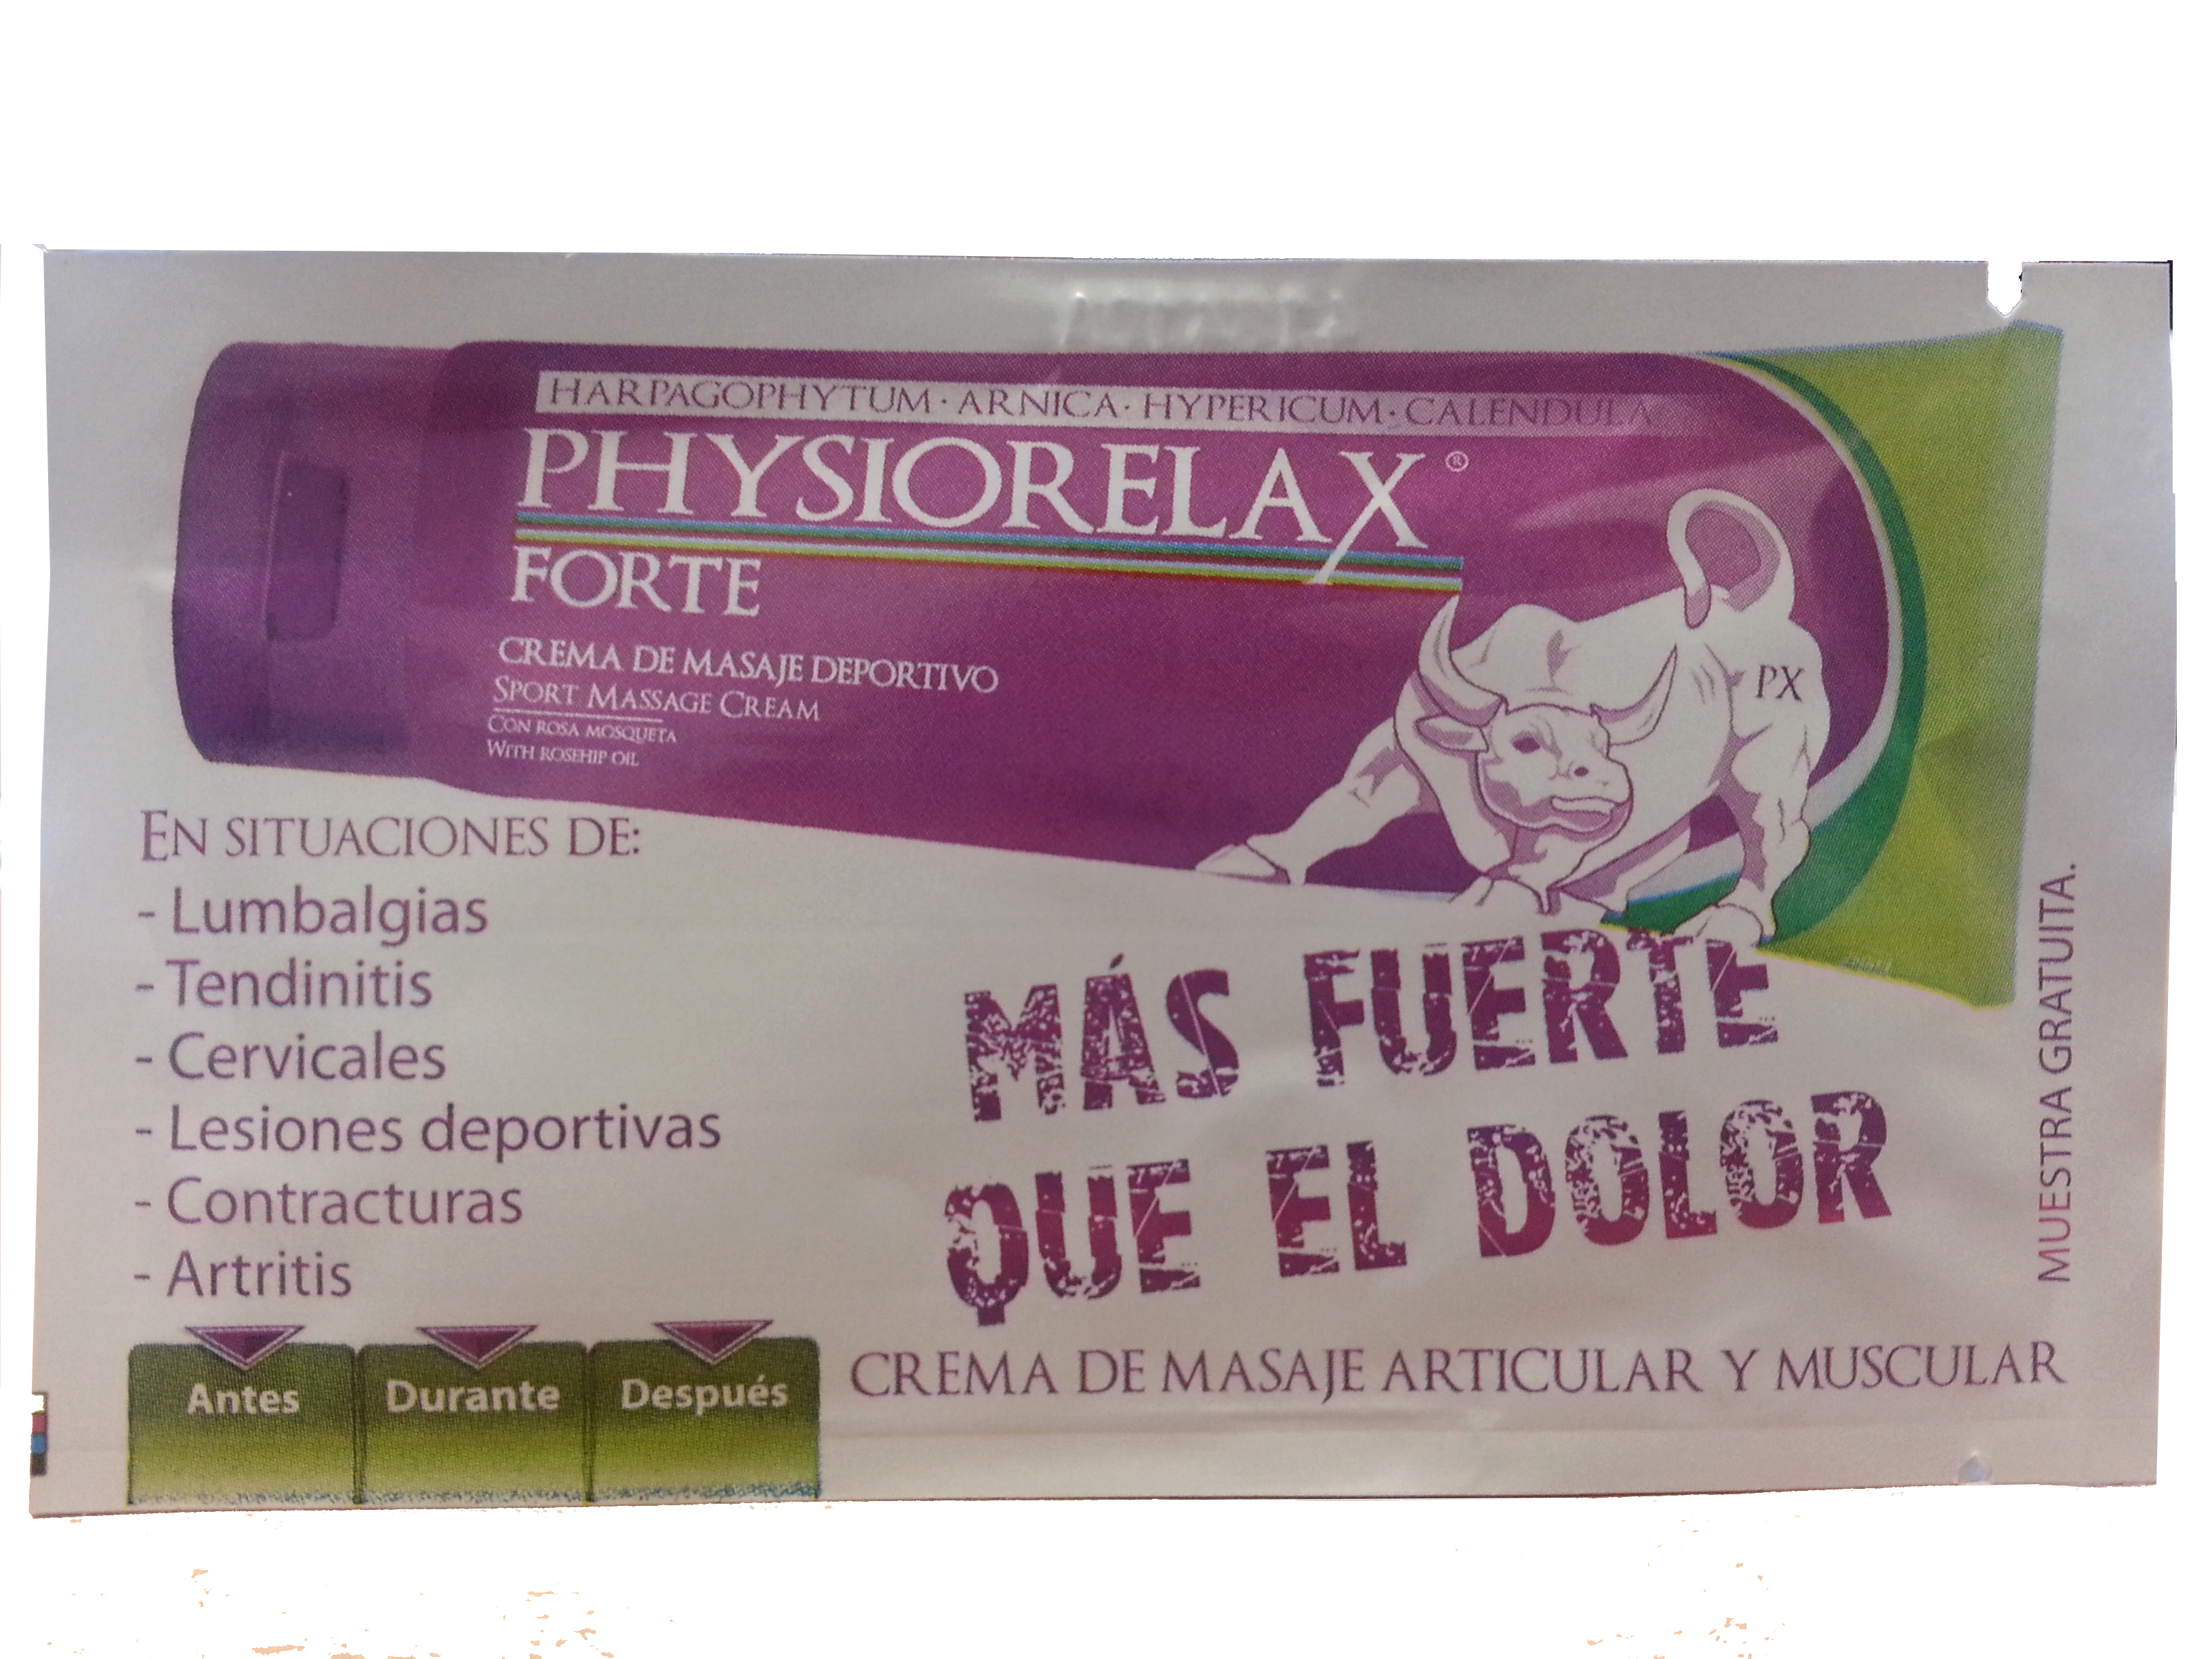 HARPAGOPHYTUM · ARNICA · HYPERICUM · CALENDULA
PHYSIORELAX®
FORTE
CREMA DE MASAJE DEPORTIVO
SPORT MASSAGE CREAM
CON ROSA MOSQUETA
WITH ROSEHIP OIL
PX
EN SITUACIONES DE:
- Lumbalgias
- Tendinitis
- Cervicales
- Lesiones deportivas
- Contracturas
- Artritis
Antes Durante Después
MÁS FUERTE
QUE EL DOLOR
CREMA DE MASAJE ARTICULAR Y MUSCULAR
MUESTRA GRATUITA.